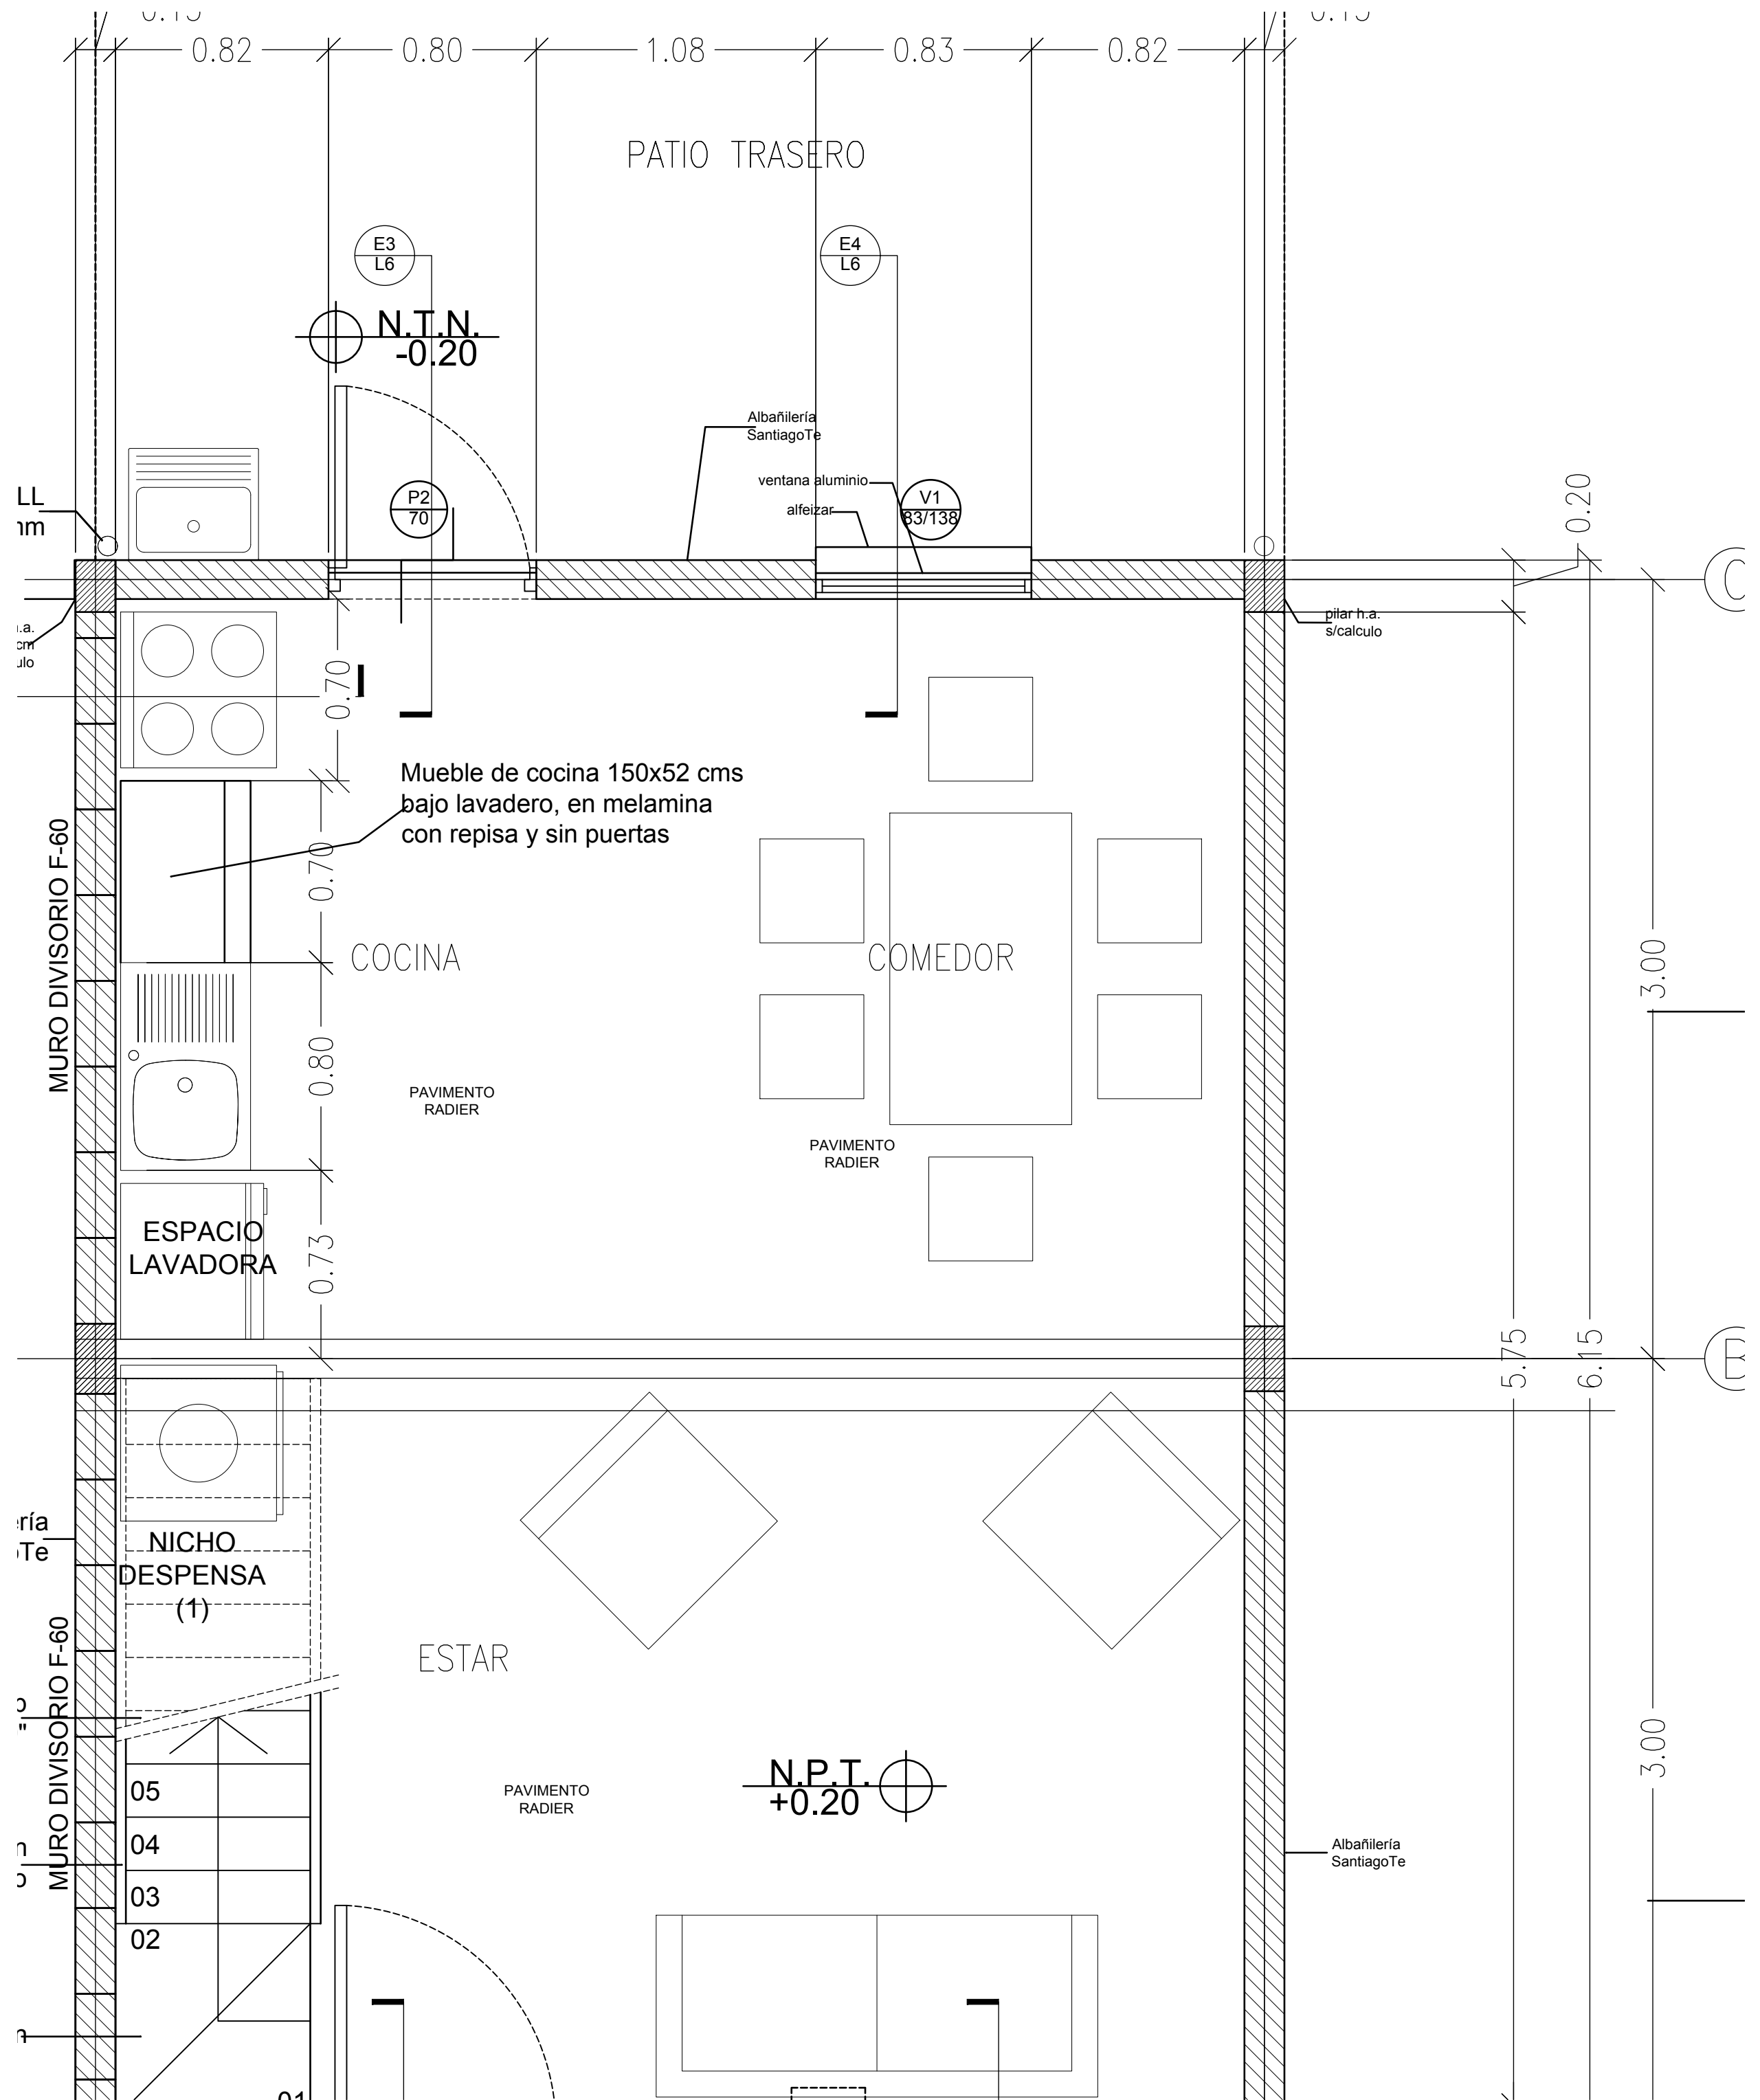 0.82
0.80
1.08
0.83
0.82
PATIO TRASERO
E3
L6
E4
L6
N.T.N.
-0.20
Albañilería
SantiagoTe
ventana aluminio
alfeizar
P2
70
V1
83/138
LL
0.20
C
pilar h.a.
s/calculo
0.70
Mueble de cocina 150x52 cms
bajo lavadero, en melamina
con repisa y sin puertas
0.70
MURO DIVISORIO F-60
COCINA
COMEDOR
3.00
0.80
PAVIMENTO
RADIER
PAVIMENTO
RADIER
ESPACIO
LAVADORA
0.73
5.75
6.15
B
NICHO
DESPENSA
(1)
ESTAR
MURO DIVISORIO F-60
3.00
N.P.T.
+0.20
PAVIMENTO
RADIER
05
04
03
02
01
Albañilería
SantiagoTe